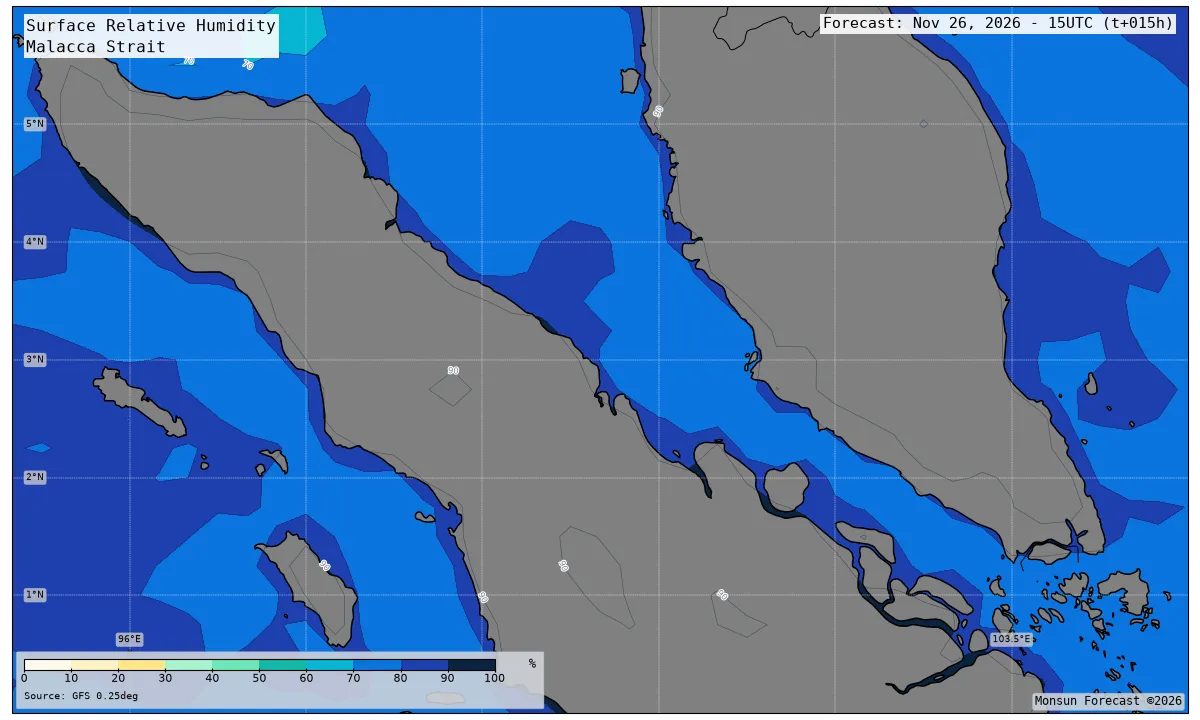 Surface Relative Humidity
Malacca Strait
Forecast: Nov 26, 2026 - 15UTC (t+015h)
70
70
90
5°N
4°N
3°N
90
2°N
90
90
90
90
1°N
96°E
103.5°E
%
0 10 20 30 40 50 60 70 80 90 100
Source: GFS 0.25deg
Monsun Forecast ©2026